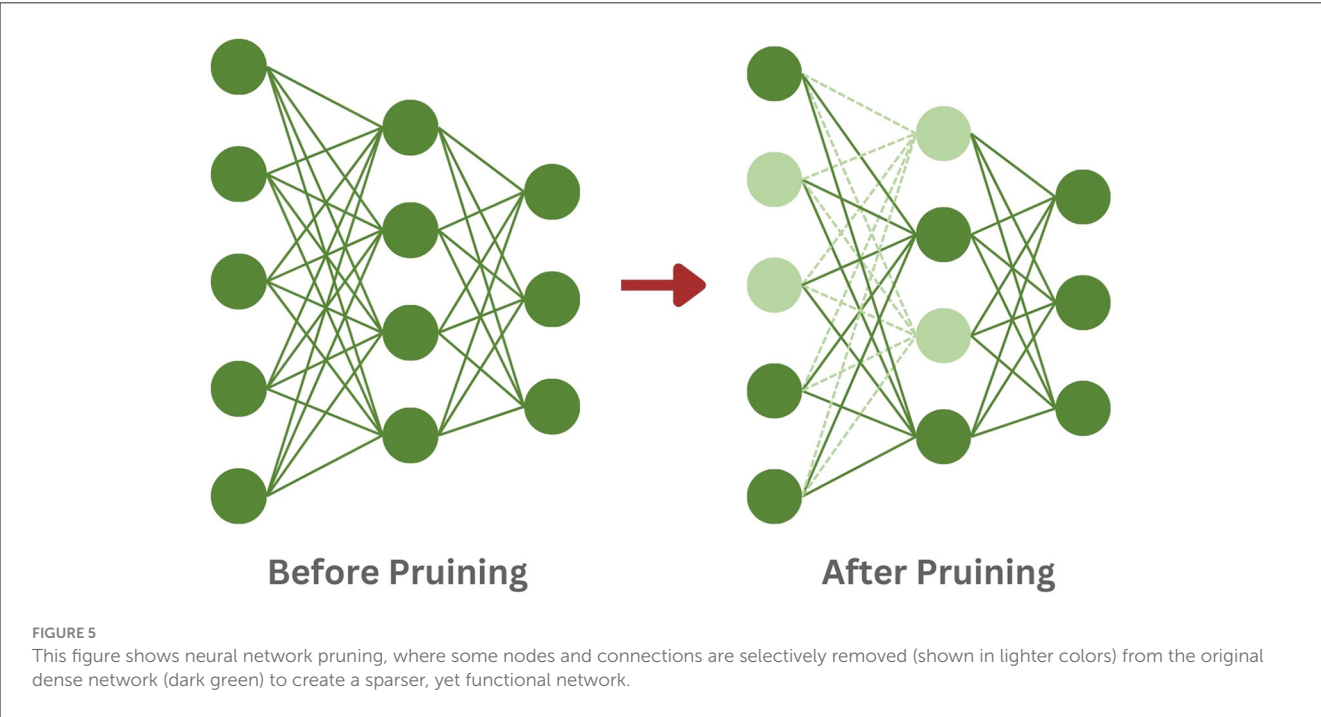 Before Pruining
After Pruining
FIGURE 5
This figure shows neural network pruning, where some nodes and connections are selectively removed (shown in lighter colors) from the original
dense network (dark green) to create a sparser, yet functional network.